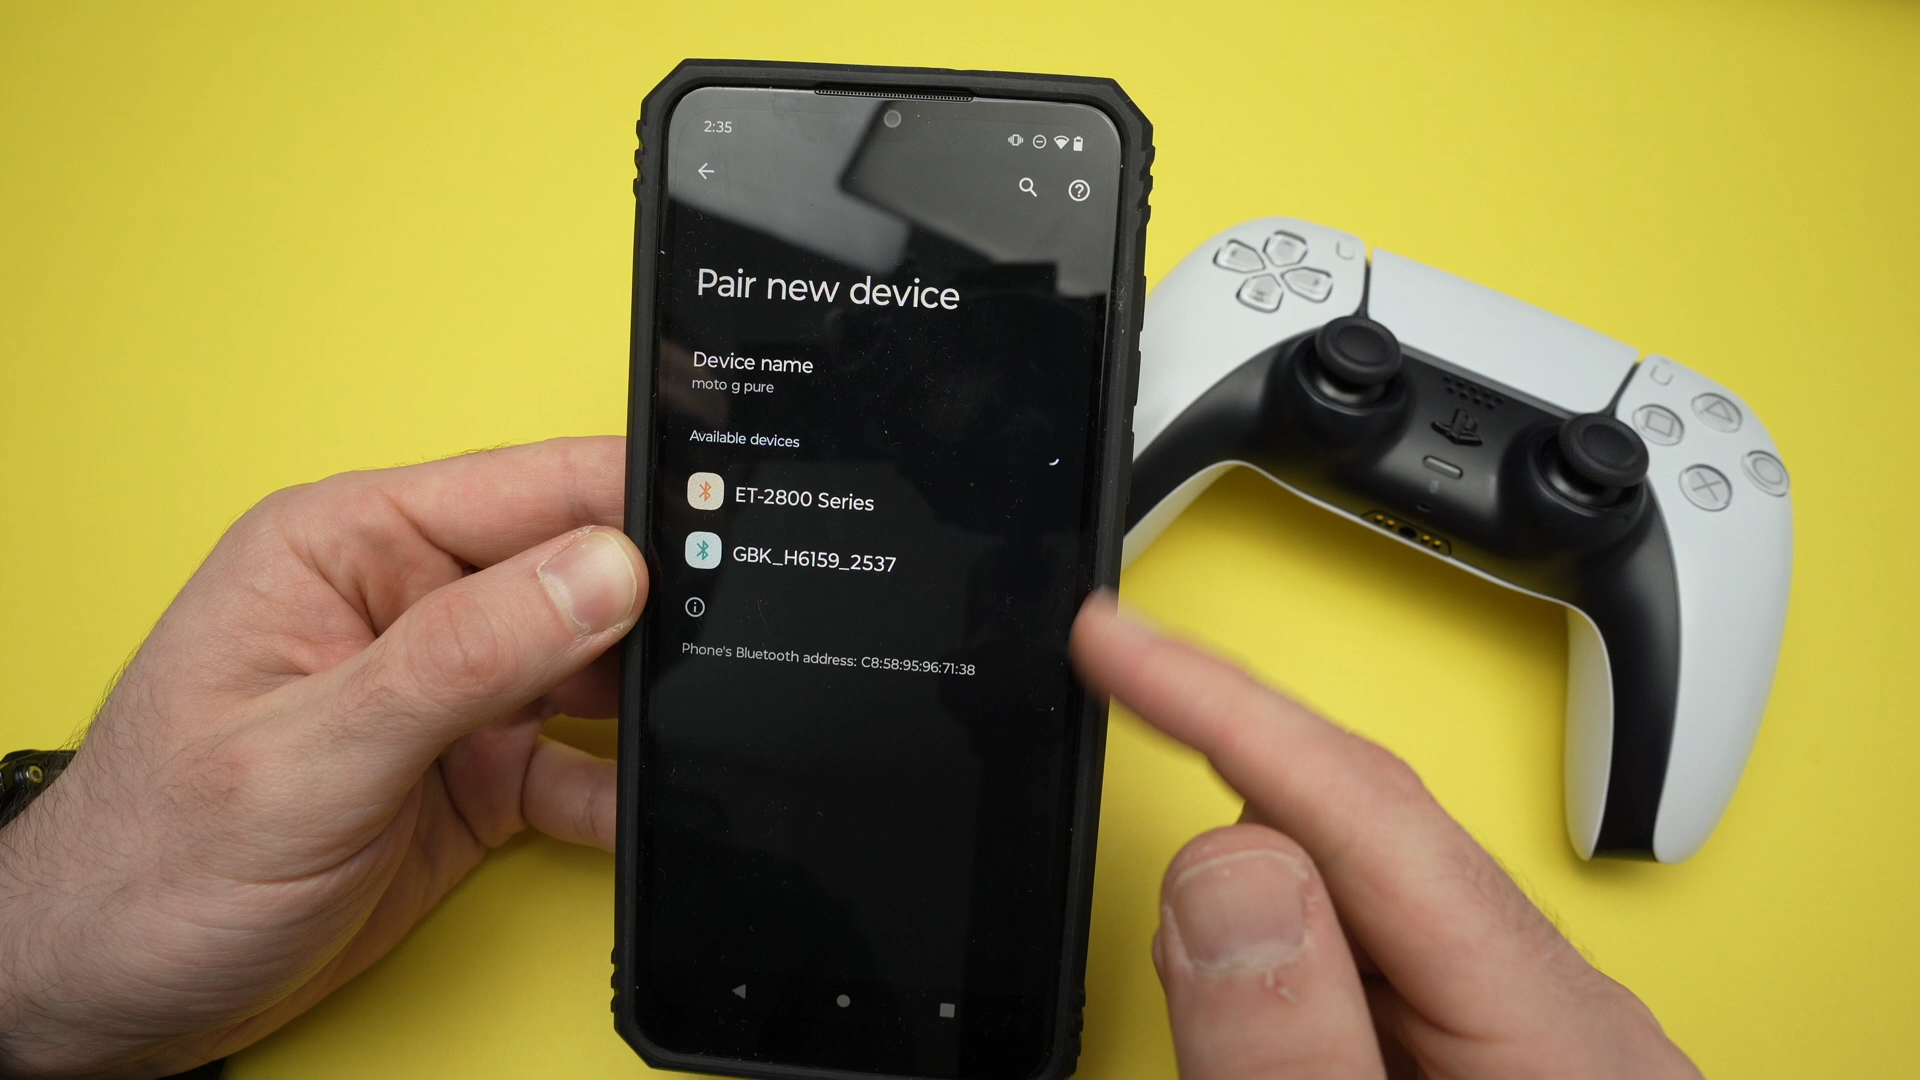 2:35
Pair new device
Device name
moto g pure
Available devices
ET-2800 Series
GBK_H6159_2537
Phone's Bluetooth address: C8:58:95:96:71:38